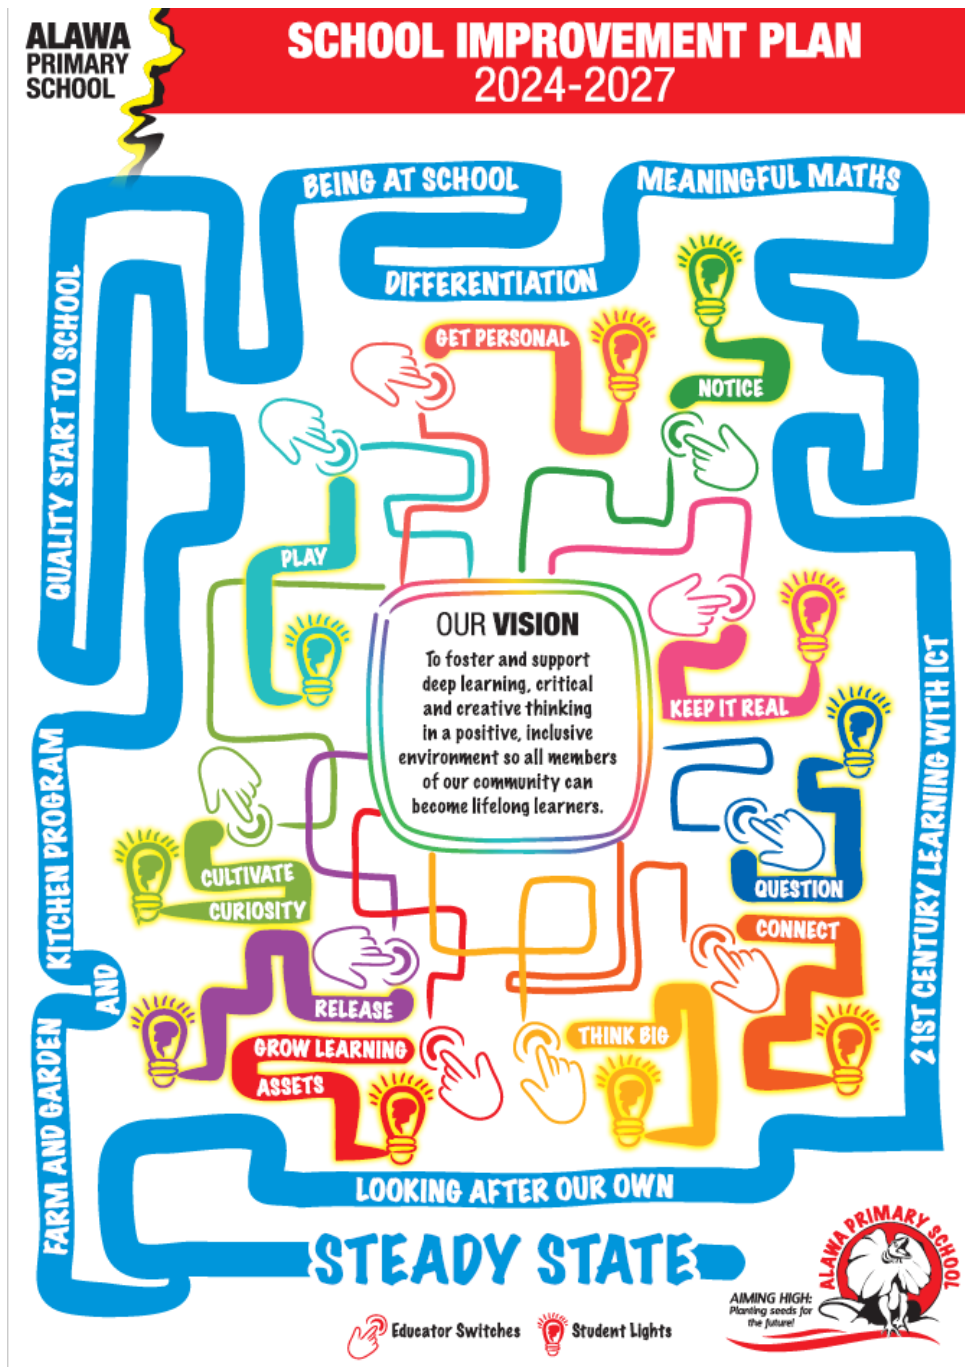 ALAWA
PRIMARY
SCHOOL
SCHOOL IMPROVEMENT PLAN
2024-2027
BEING AT SCHOOL
MEANINGFUL MATHS
DIFFERENTIATION
QUALITY START TO SCHOOL
GET PERSONAL
NOTICE
PLAY
OUR VISION
To foster and support
deep learning, critical
and creative thinking
in a positive, inclusive
environment so all members
of our community can
become lifelong learners.
KEEP IT REAL
21ST CENTURY LEARNING WITH ICT
QUESTION
CULTIVATE
CURIOSITY
CONNECT
RELEASE
THINK BIG
GROW LEARNING
ASSETS
FARM AND GARDEN
AND
KITCHEN PROGRAM
LOOKING AFTER OUR OWN
STEADY STATE
Educator Switches
Student Lights
ALAWA PRIMARY SCHOOL
AIMING HIGH:
Planting seeds for
the future!